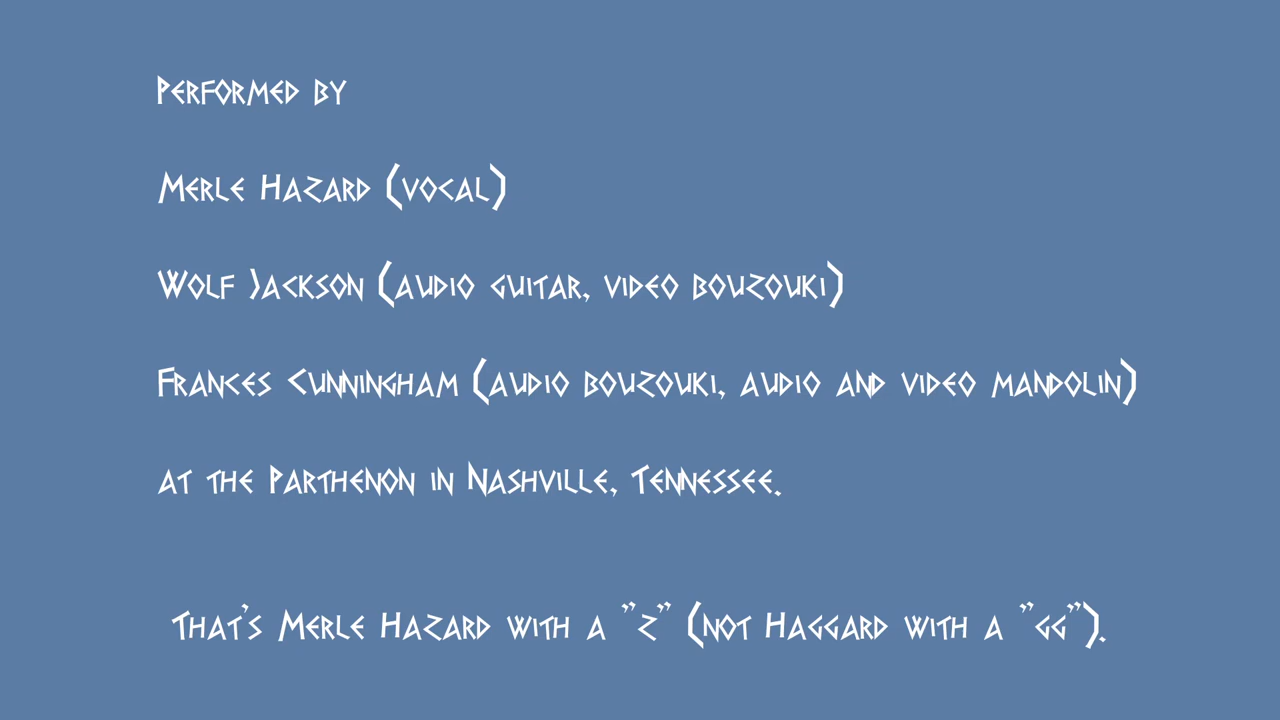 Performed by
Merle Hazard (vocal)
Wolf Jackson (audio guitar, video bouzouki)
Frances Cunningham (audio bouzouki, audio and video mandolin)
at the Parthenon in Nashville, Tennessee.
That's Merle Hazard with a "z" (not Haggard with a "gg").